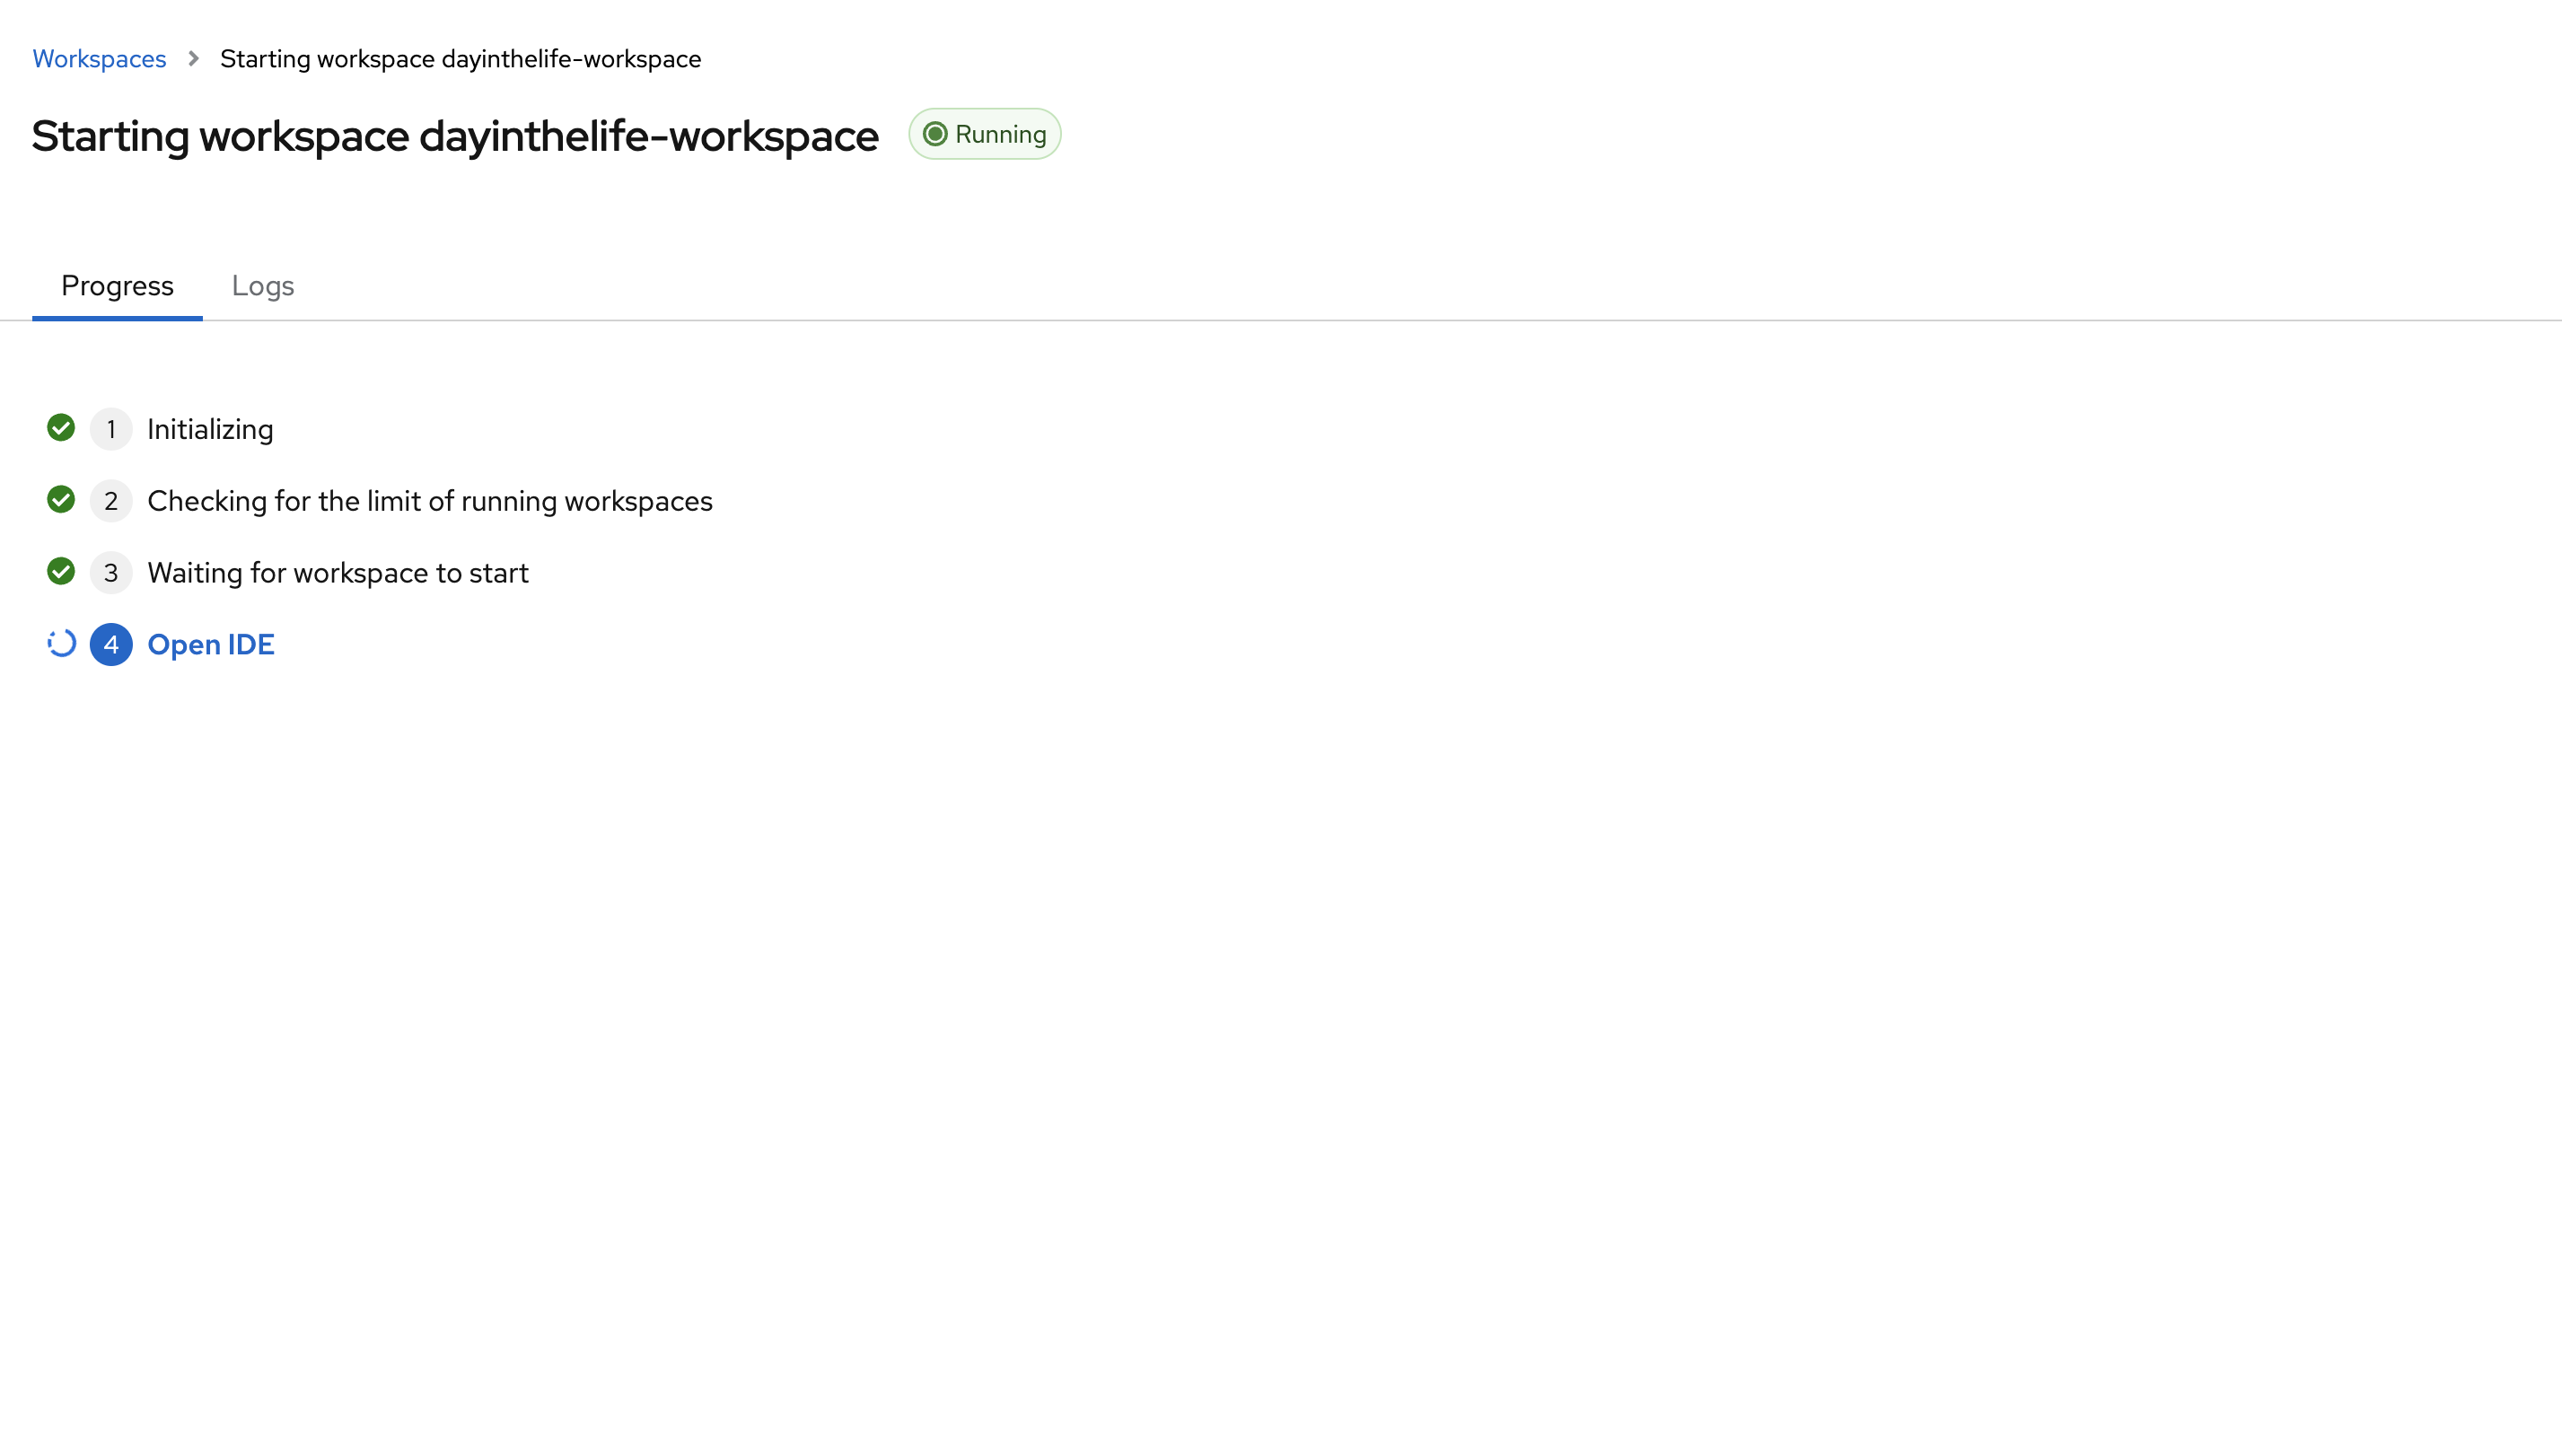 Workspaces > Starting workspace dayinthelife-workspace
Starting workspace dayinthelife-workspace Running
Progress Logs
1 Initializing
2 Checking for the limit of running workspaces
3 Waiting for workspace to start
4 Open IDE